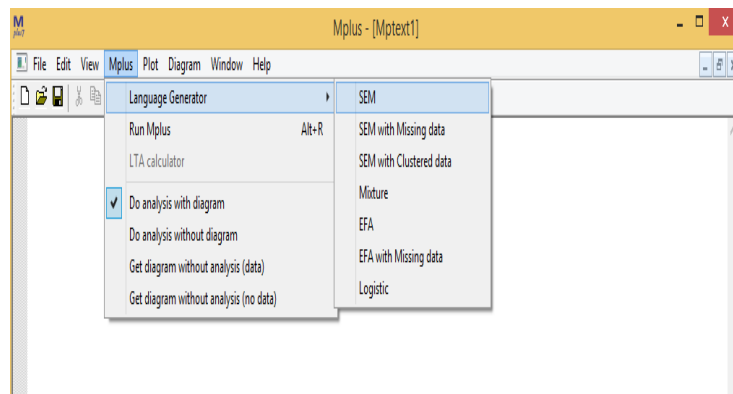 M
plus7
Mplus - [Mptext1]
File Edit View Mplus Plot Diagram Window Help
Language Generator
Run Mplus Alt+R
LTA calculator
Do analysis with diagram
Do analysis without diagram
Get diagram without analysis (data)
Get diagram without analysis (no data)
SEM
SEM with Missing data
SEM with Clustered data
Mixture
EFA
EFA with Missing data
Logistic